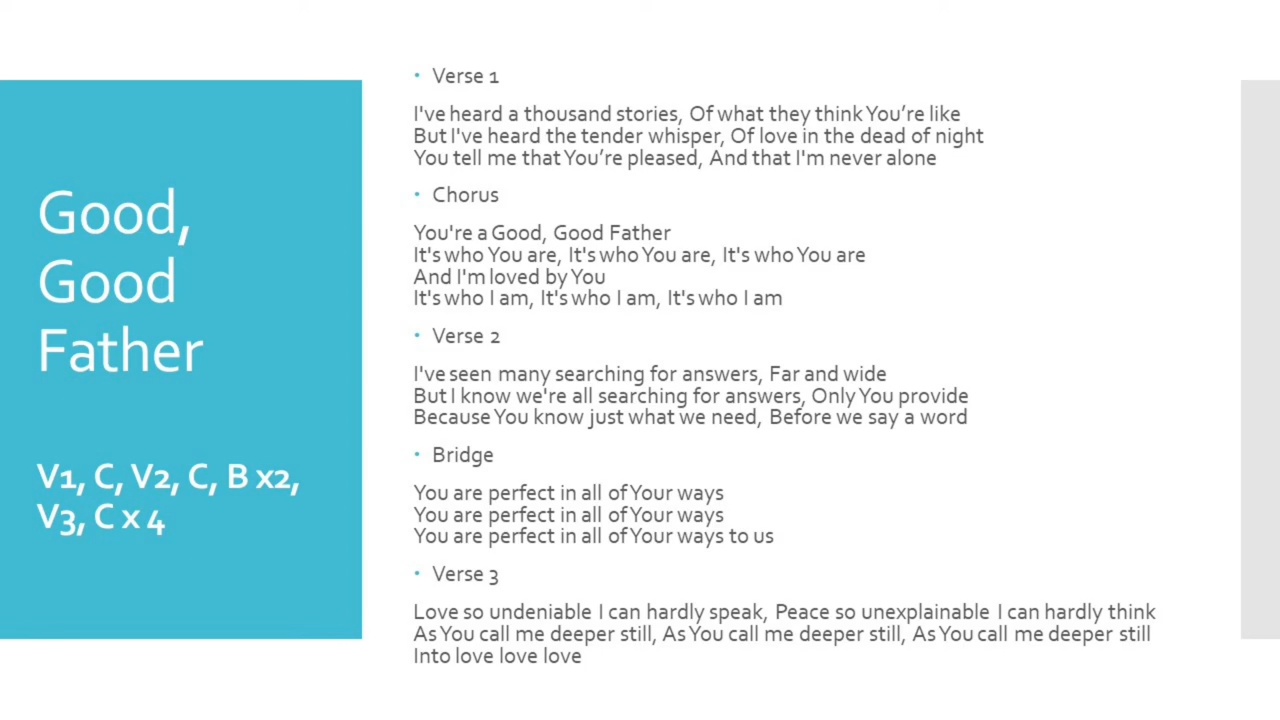 Good,
Good
Father
V1, C, V2, C, B x2,
V3, C x 4
• Verse 1
I've heard a thousand stories, Of what they think You’re like
But I've heard the tender whisper, Of love in the dead of night
You tell me that You’re pleased, And that I'm never alone
• Chorus
You're a Good, Good Father
It's who You are, It's who You are, It's who You are
And I'm loved by You
It's who I am, It's who I am, It's who I am
• Verse 2
I've seen many searching for answers, Far and wide
But I know we're all searching for answers, Only You provide
Because You know just what we need, Before we say a word
• Bridge
You are perfect in all of Your ways
You are perfect in all of Your ways
You are perfect in all of Your ways to us
• Verse 3
Love so undeniable I can hardly speak, Peace so unexplainable I can hardly think
As You call me deeper still, As You call me deeper still, As You call me deeper still
Into love love love